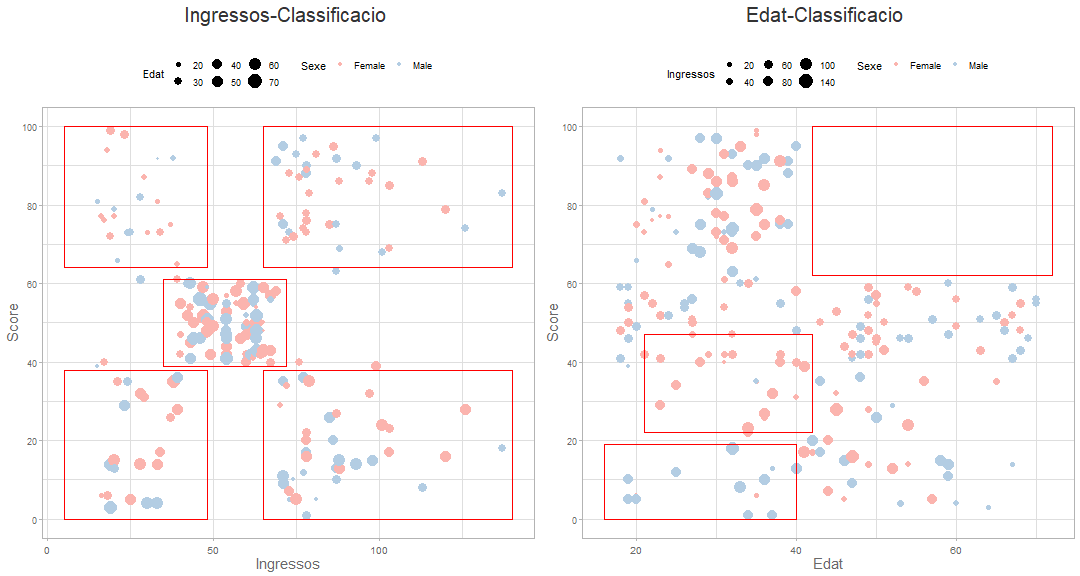 Ingressos-Classificacio
Edat 20 40 60 Sexe Female Male
30 50 70
100
80
60
40
20
0
Score
0 50 100
Ingressos
Edat-Classificacio
Ingressos 20 60 100 Sexe Female Male
40 80 140
100
80
60
40
20
0
Score
20 40 60
Edat